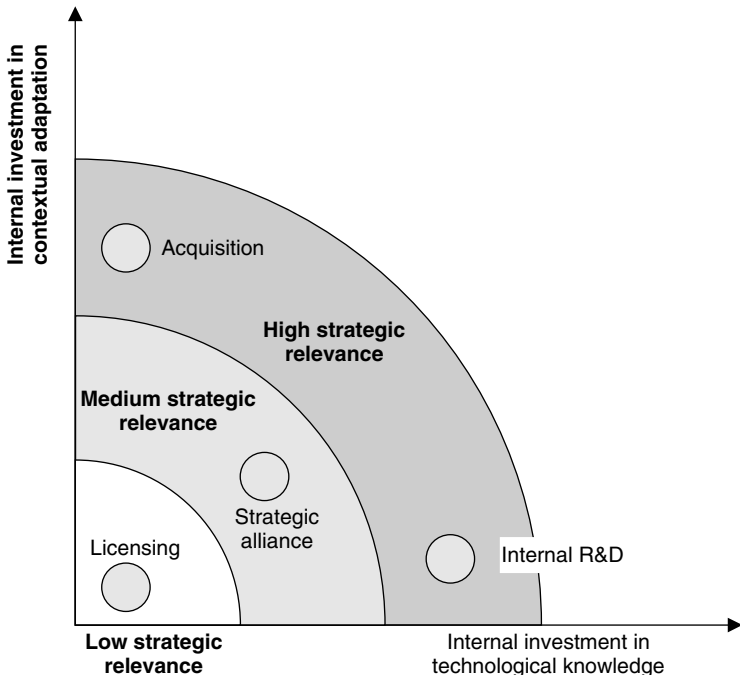 Internal investment in
contextual adaptation
Acquisition
High strategic
relevance
Medium strategic
relevance
Strategic
alliance
Licensing
Internal R&D
Low strategic
relevance
Internal investment in
technological knowledge